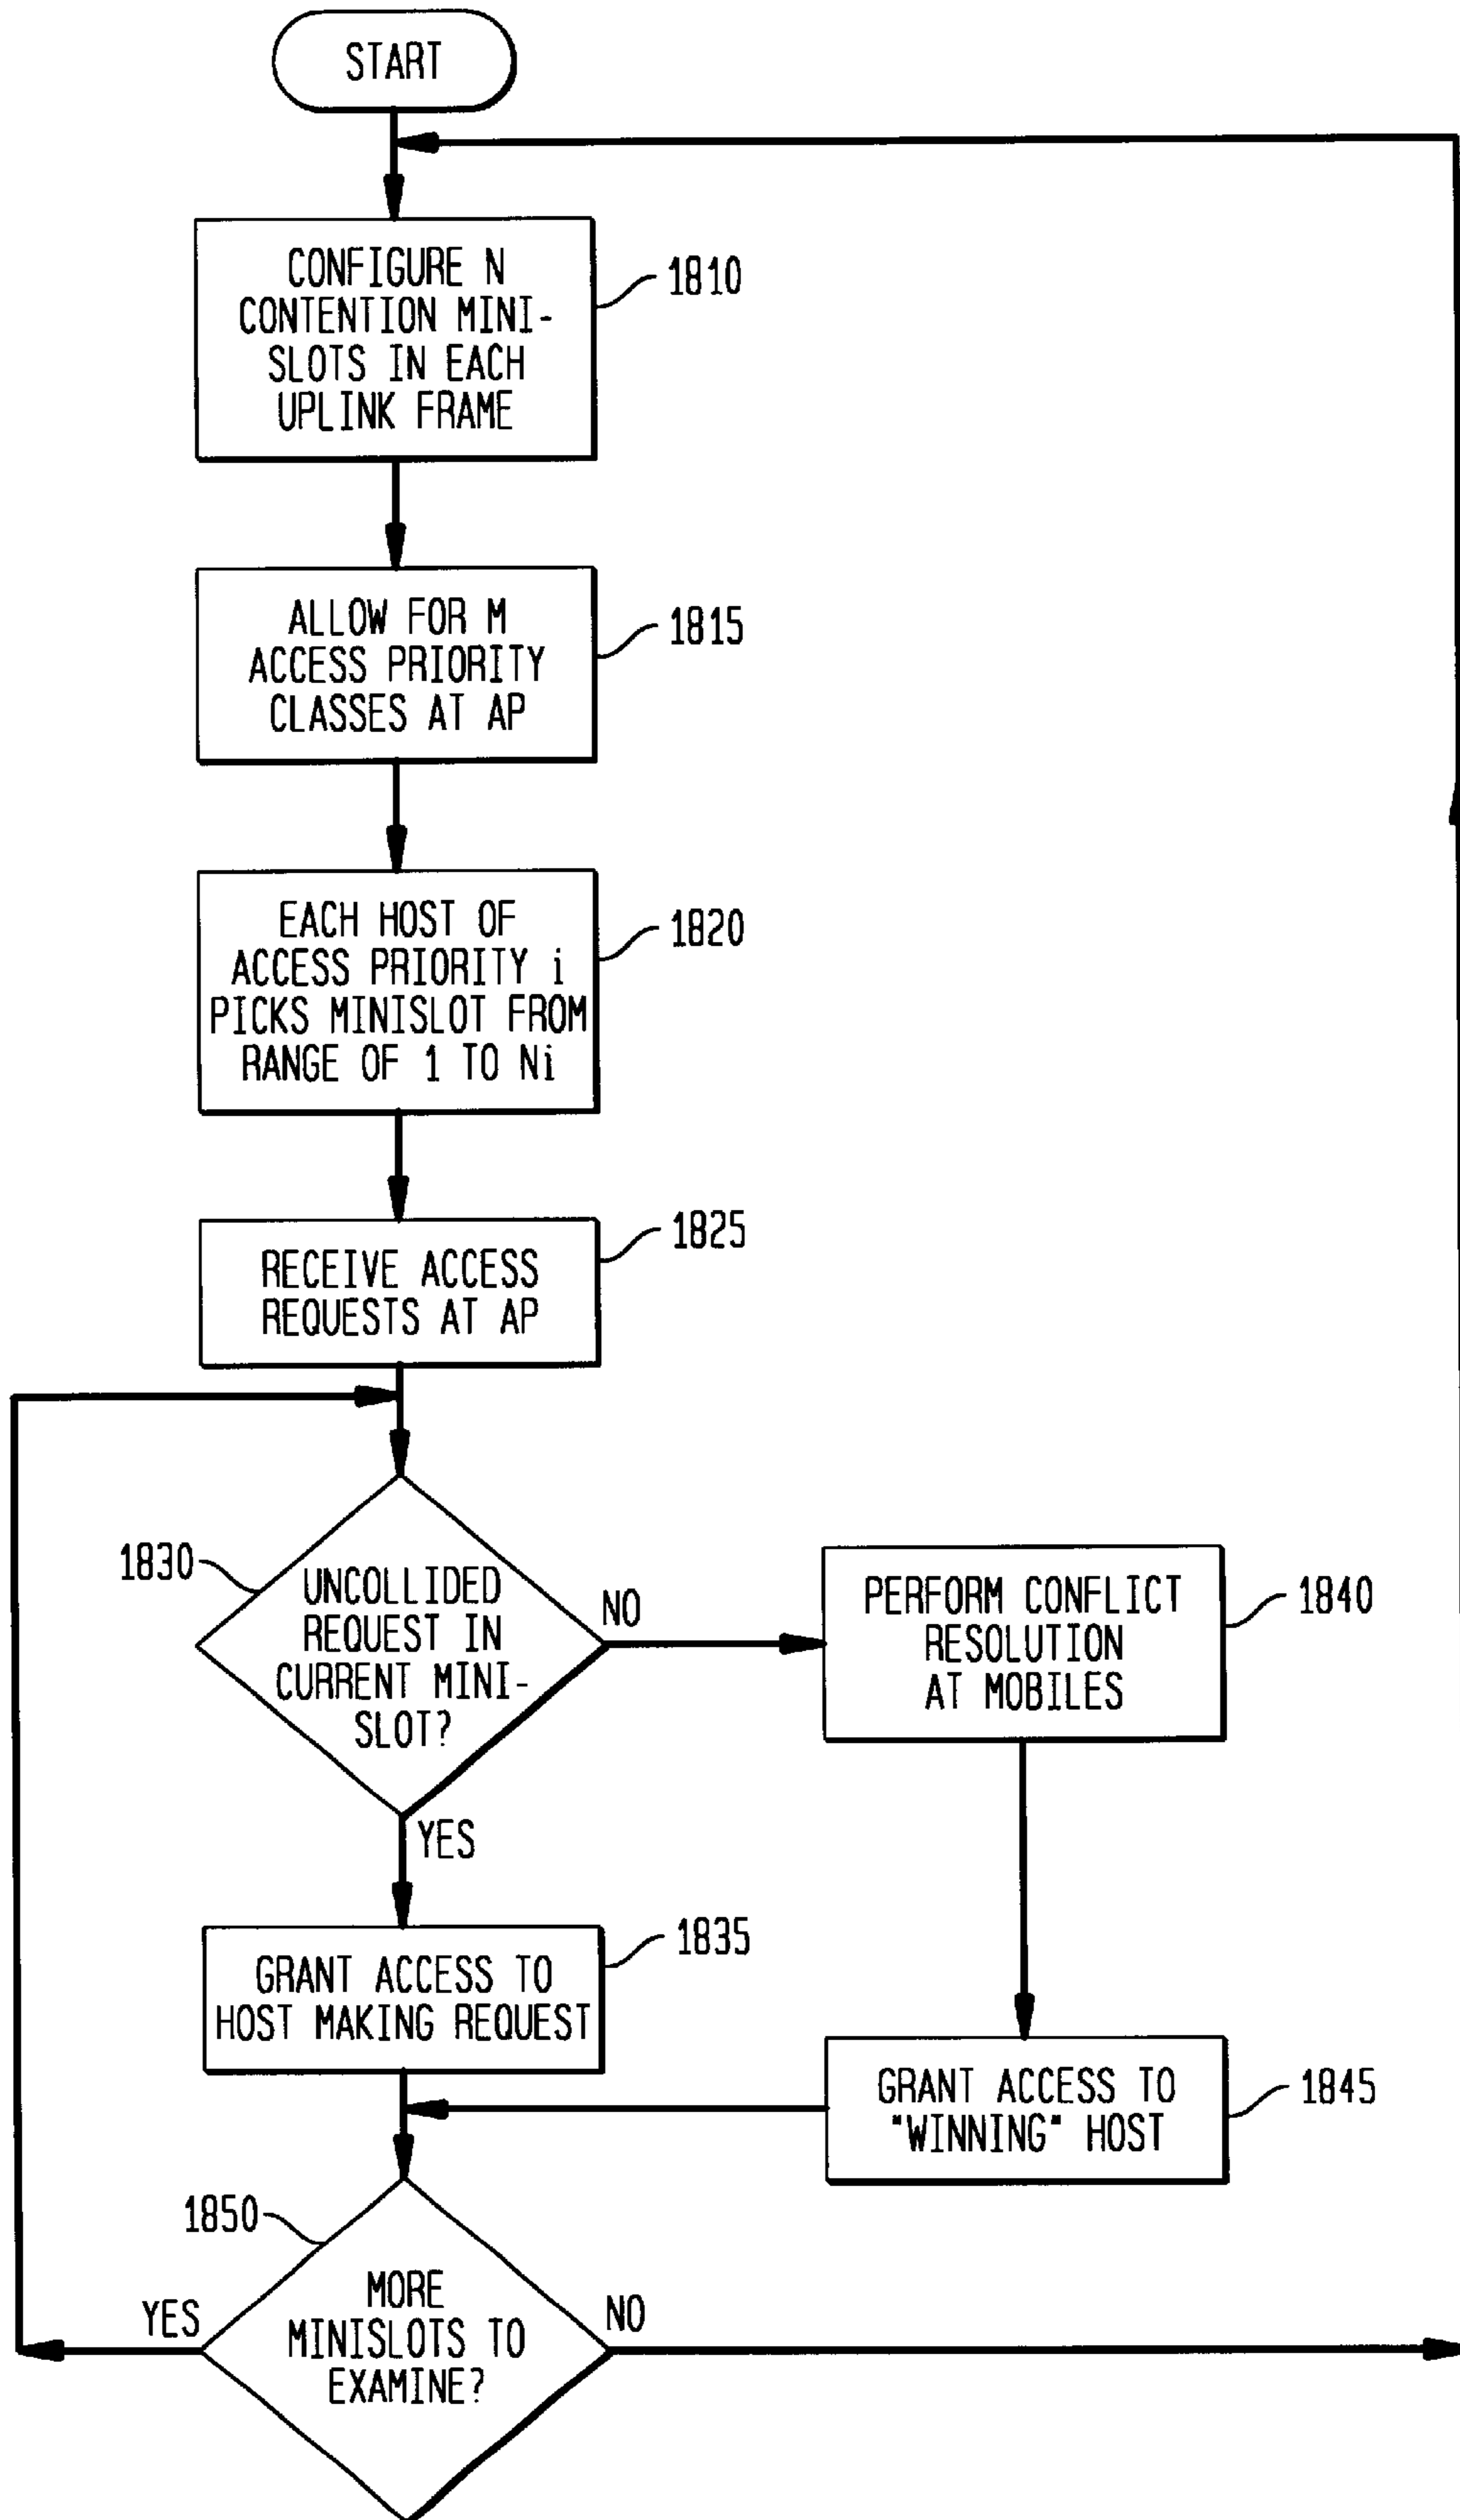 START
CONFIGURE N
CONTENTION MINI-
SLOTS IN EACH
UPLINK FRAME
1810
ALLOW FOR M
ACCESS PRIORITY
CLASSES AT AP
1815
EACH HOST OF
ACCESS PRIORITY i
PICKS MINISLOT FROM
RANGE OF 1 TO Ni
1820
RECEIVE ACCESS
REQUESTS AT AP
1825
1830
UNCOLLIDED
REQUEST IN
CURRENT MINI-
SLOT?
NO
YES
PERFORM CONFLICT
RESOLUTION
AT MOBILES
1840
GRANT ACCESS TO
HOST MAKING REQUEST
1835
GRANT ACCESS TO
"WINNING" HOST
1845
1850
MORE
MINISLOTS TO
EXAMINE?
YES
NO